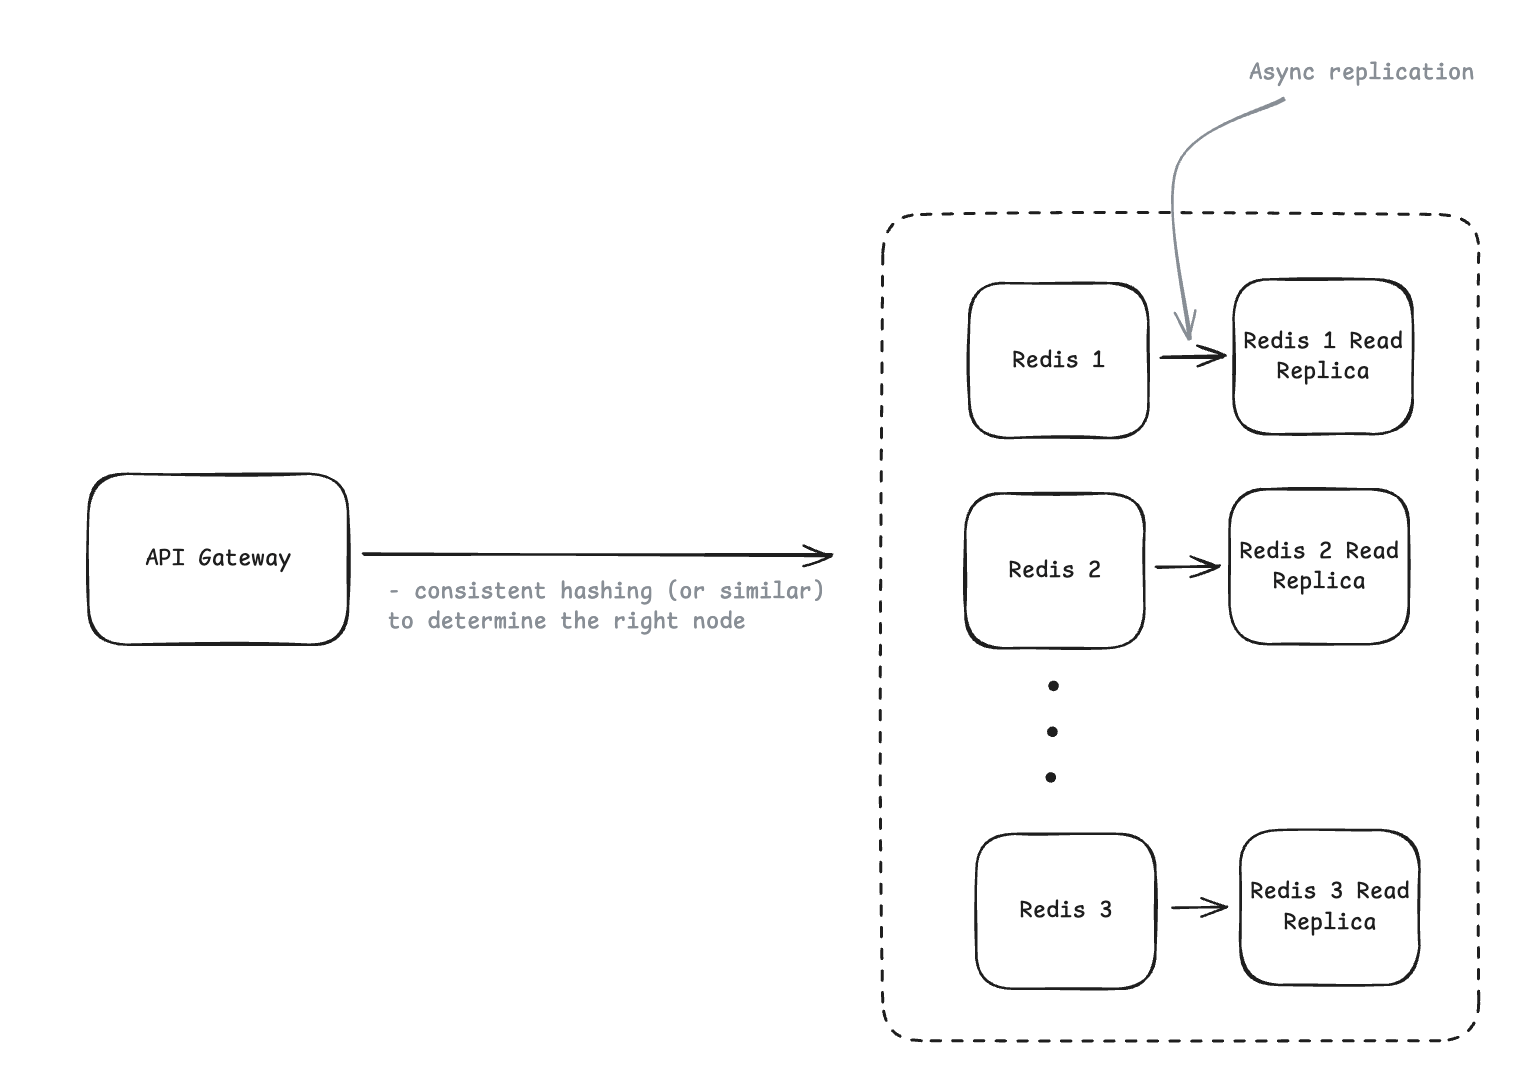 Async replication
Redis 1
Redis 1 Read
Replica
API Gateway
- consistent hashing (or similar)
to determine the right node
Redis 2
Redis 2 Read
Replica
Redis 3
Redis 3 Read
Replica